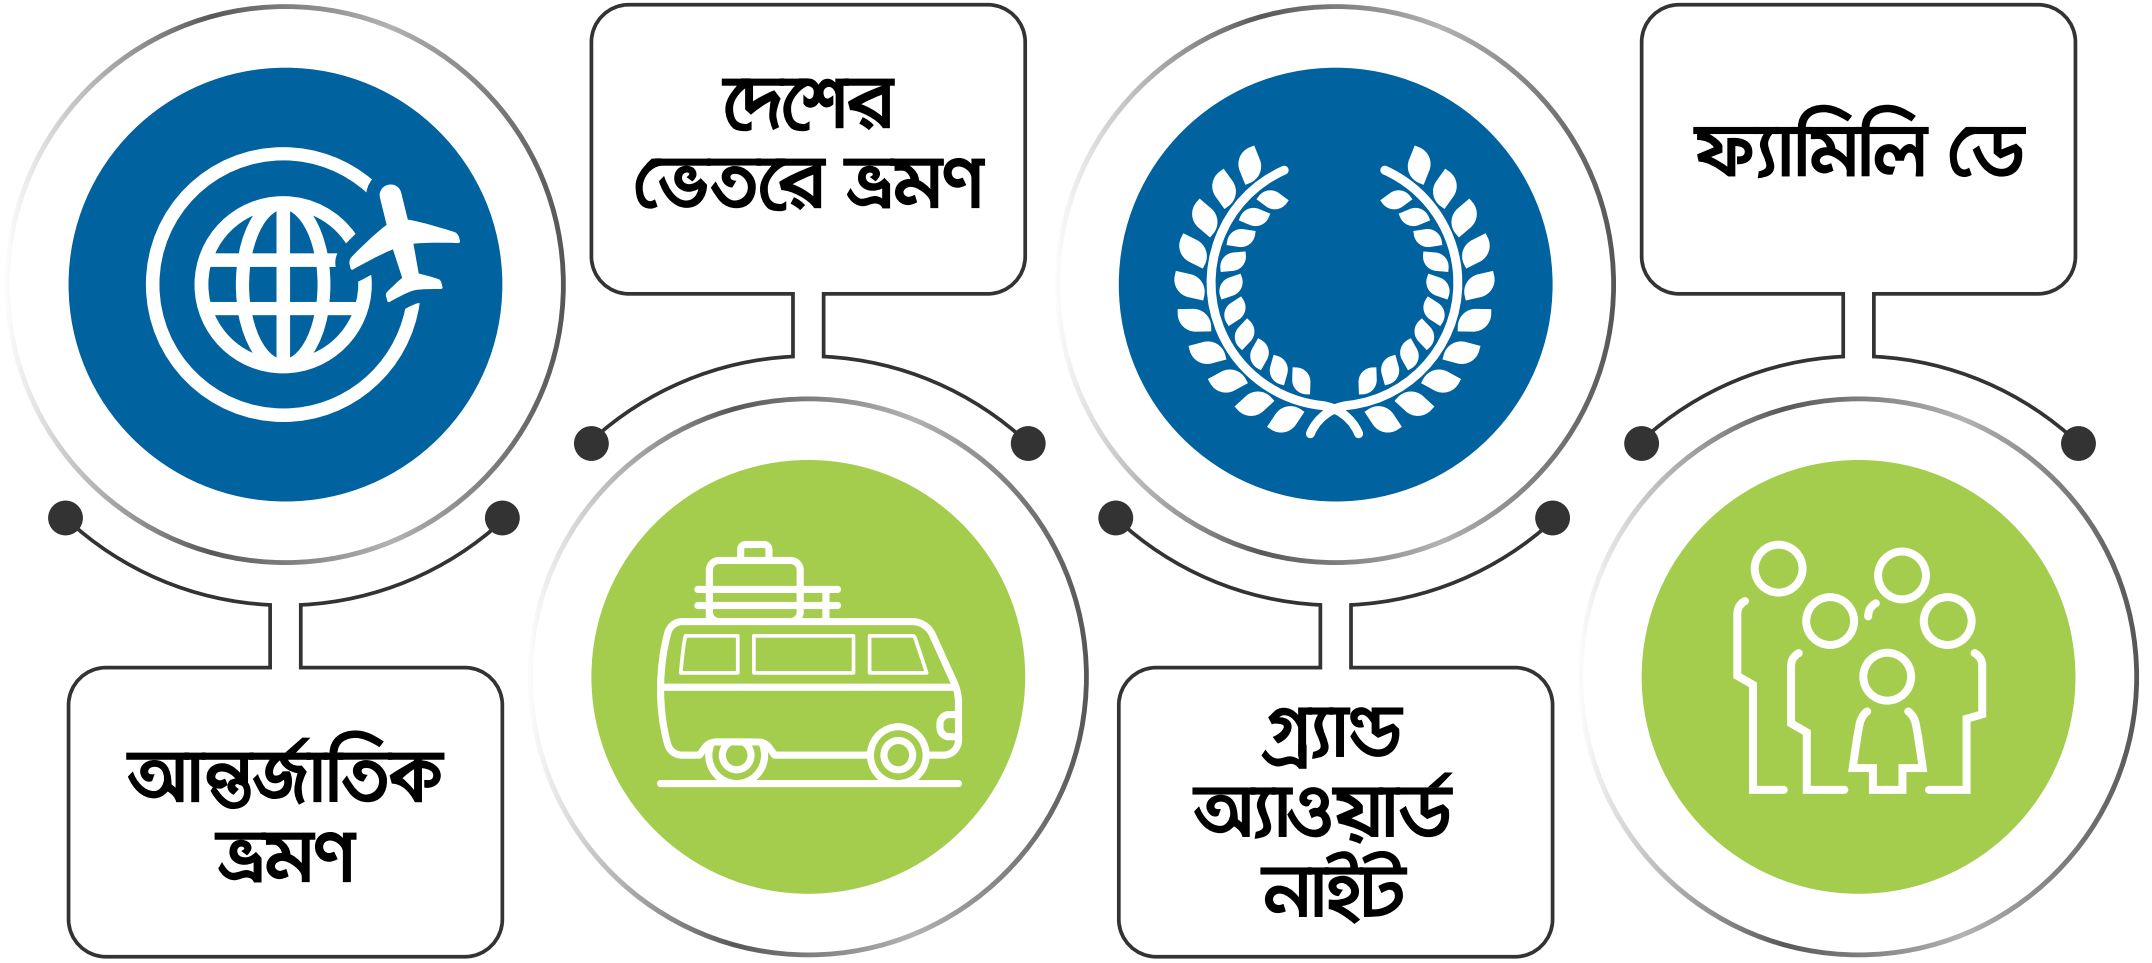 আন্তর্জাতিক
ভ্রমণ
দেশের
ভেতরে ভ্রমণ
গ্র্যান্ড
অ্যাওয়ার্ড
নাইট
ফ্যামিলি ডে